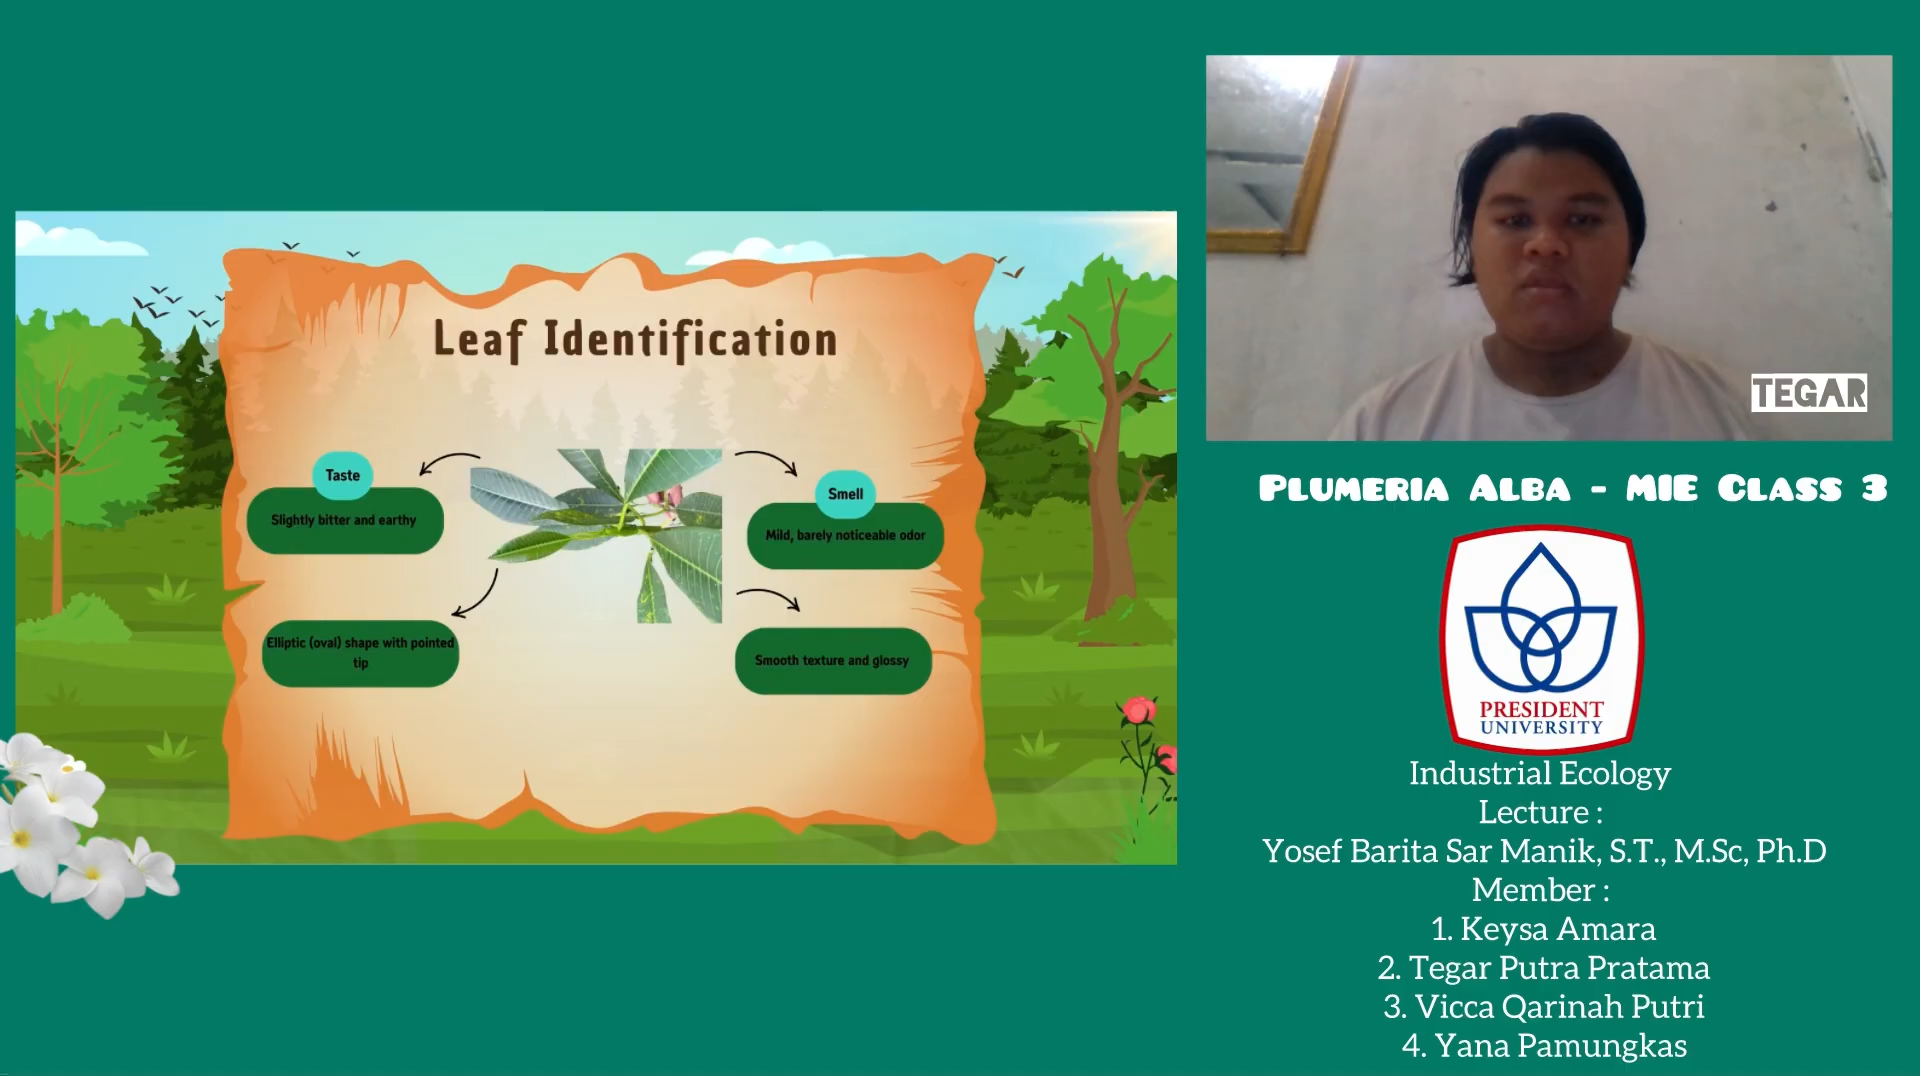 Leaf Identification
Taste
Slightly bitter and earthy
Smell
Mild, barely noticeable odor
Elliptic (oval) shape with pointed
tip
Smooth texture and glossy
TEGAR
Plumeria Alba - MIE Class 3
PRESIDENT
UNIVERSITY
Industrial Ecology
Lecture :
Yosef Barita Sar Manik, S.T., M.Sc, Ph.D
Member :
1. Keysa Amara
2. Tegar Putra Pratama
3. Vicca Qarinah Putri
4. Yana Pamungkas